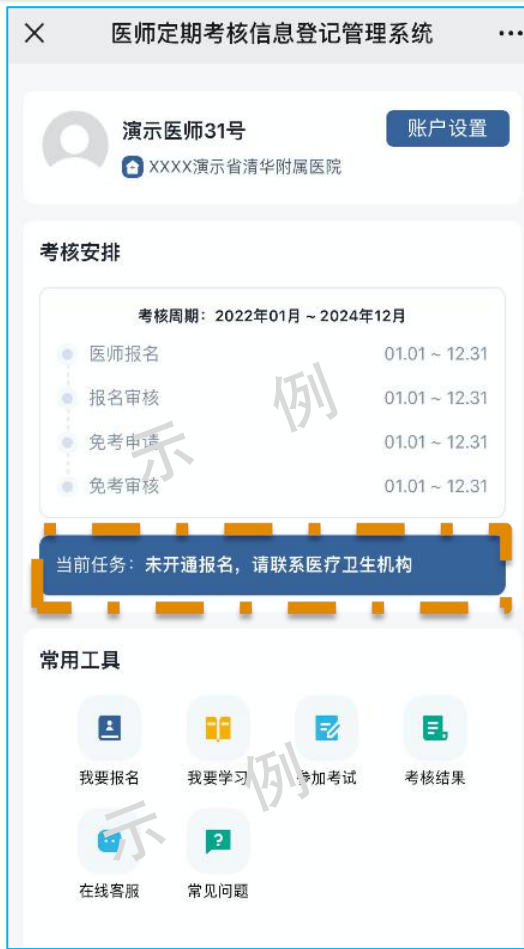 医师定期考核信息登记管理系统
演示医师31号
账户设置
XXXX演示省清华附属医院
考核安排
考核周期：2022年01月 ~ 2024年12月
医师报名 01.01 ~ 12.31
报名审核 01.01 ~ 12.31
免考申请 01.01 ~ 12.31
免考审核 01.01 ~ 12.31
示 例
当前任务：未开通报名，请联系医疗卫生机构
常用工具
我要报名 我要学习 参加考试 考核结果
示 例
在线客服 常见问题